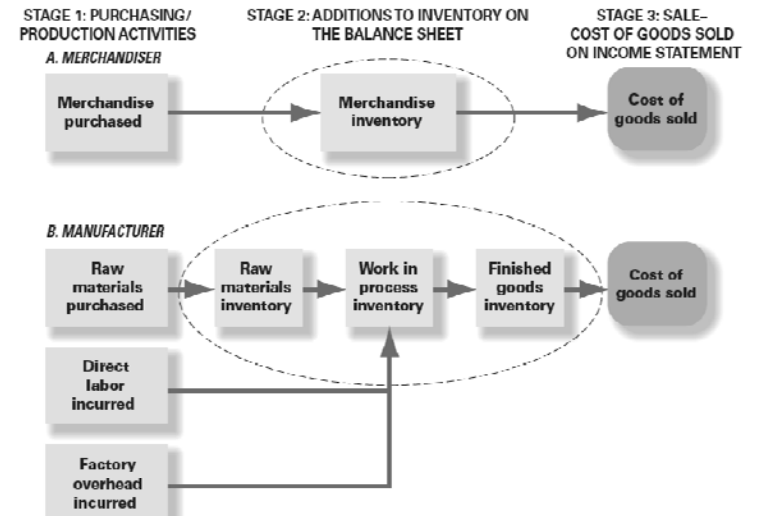 STAGE 1: PURCHASING/
PRODUCTION ACTIVITIES
STAGE 2: ADDITIONS TO INVENTORY ON
THE BALANCE SHEET
STAGE 3: SALE–
COST OF GOODS SOLD
ON INCOME STATEMENT
A. MERCHANDISER
Merchandise
purchased
Merchandise
inventory
Cost of
goods sold
B. MANUFACTURER
Raw
materials
purchased
Raw
materials
inventory
Work in
process
inventory
Finished
goods
inventory
Cost of
goods sold
Direct
labor
incurred
Factory
overhead
incurred